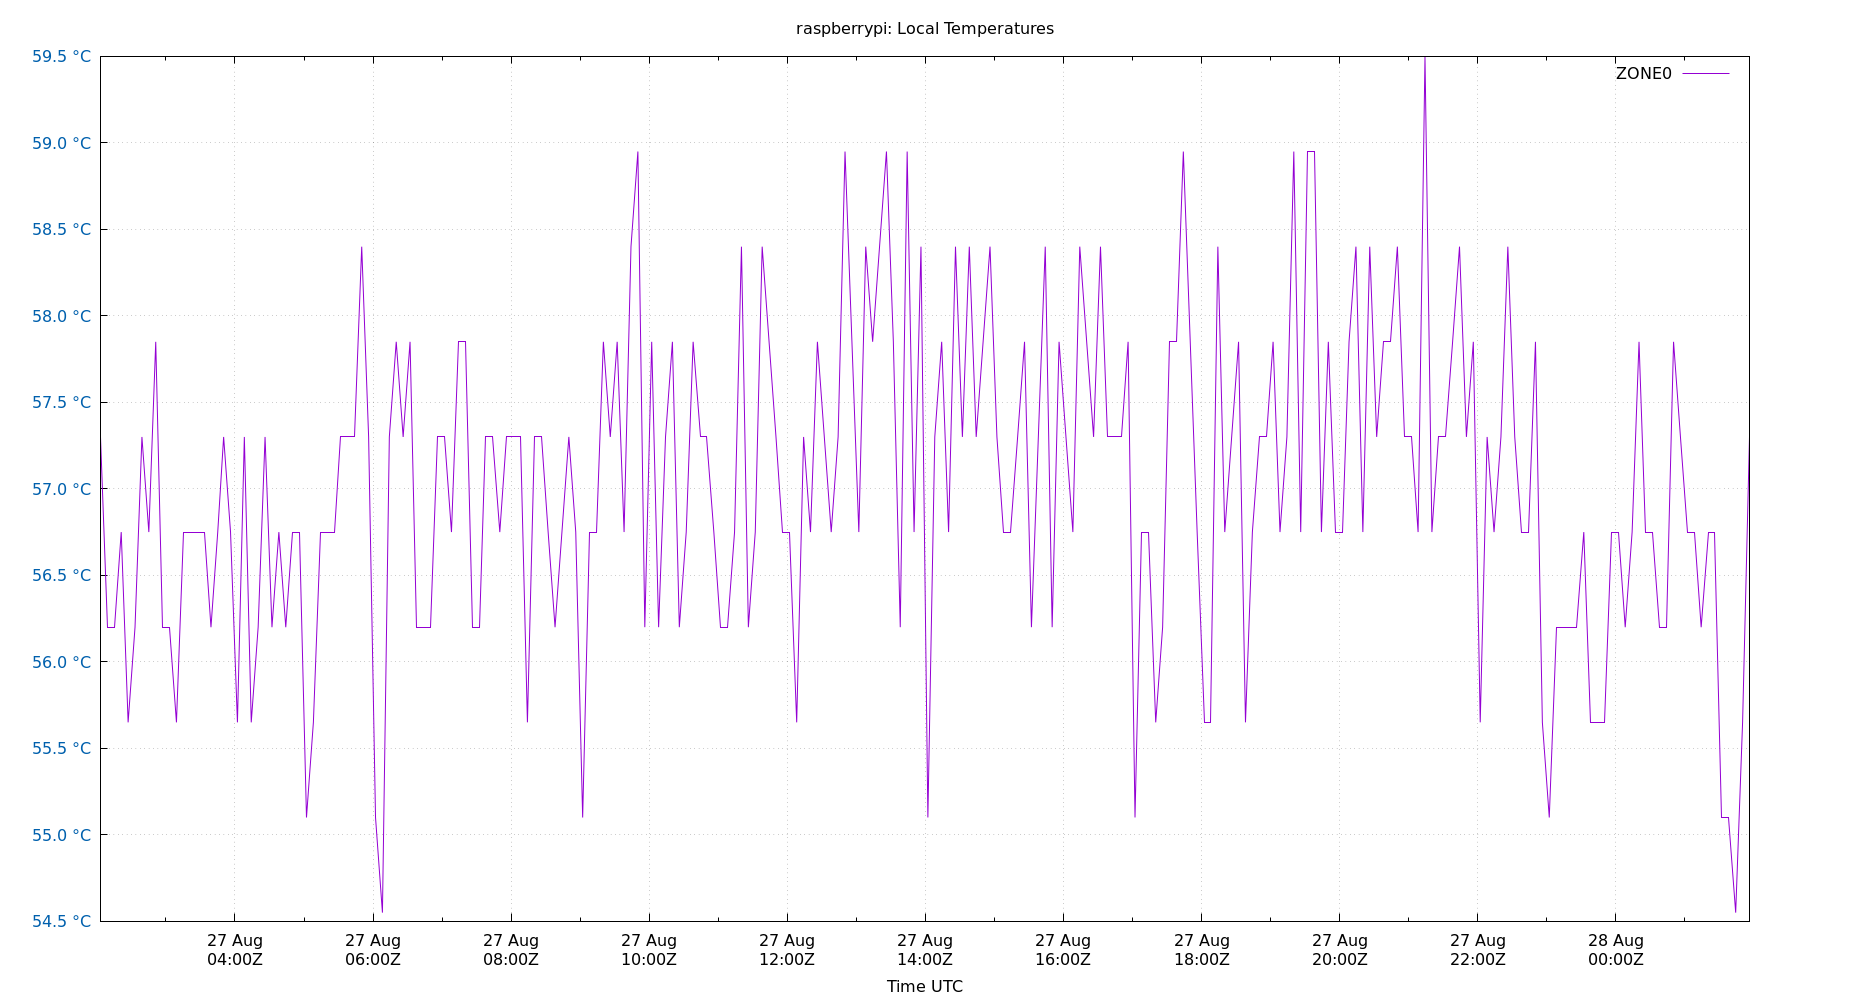 raspberrypi: Local Temperatures
59.5 °C
ZONE0
59.0 °C
58.5 °C
58.0 °C
57.5 °C
57.0 °C
56.5 °C
56.0 °C
55.5 °C
55.0 °C
54.5 °C
27 Aug 27 Aug 27 Aug 27 Aug 27 Aug 27 Aug 27 Aug 27 Aug 27 Aug 27 Aug 28 Aug
04:00Z 06:00Z 08:00Z 10:00Z 12:00Z 14:00Z 16:00Z 18:00Z 20:00Z 22:00Z 00:00Z
Time UTC